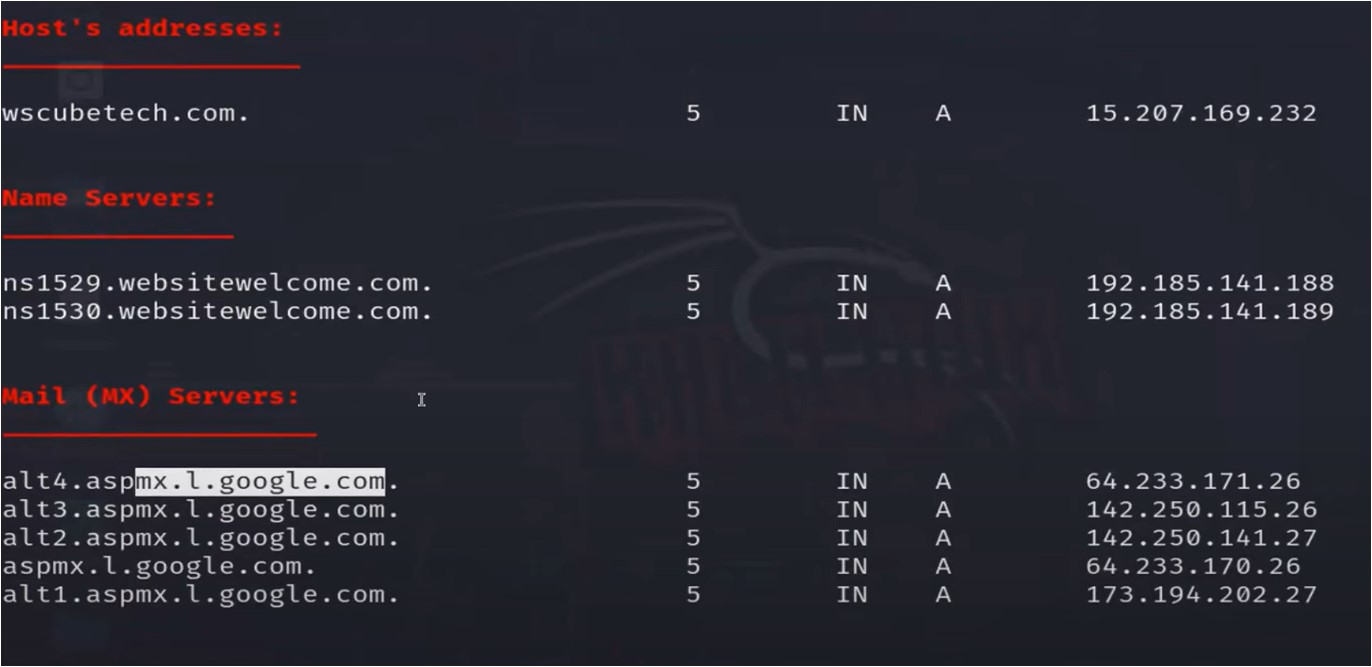 Host's addresses:
wscubetech.com. 5 IN A 15.207.169.232
Name Servers:
ns1529.websitewelcome.com. 5 IN A 192.185.141.188
ns1530.websitewelcome.com. 5 IN A 192.185.141.189
Mail (MX) Servers:
alt4.aspmx.l.google.com. 5 IN A 64.233.171.26
alt3.aspmx.l.google.com. 5 IN A 142.250.115.26
alt2.aspmx.l.google.com. 5 IN A 142.250.141.27
aspmx.l.google.com. 5 IN A 64.233.170.26
alt1.aspmx.l.google.com. 5 IN A 173.194.202.27